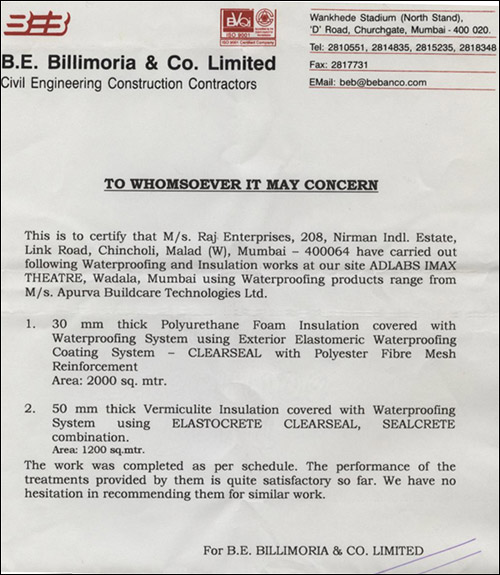 BEB
BVQI
ISO 9001
ISO 9001 Certified Company
Wankhede Stadium (North Stand),
'D' Road, Churchgate, Mumbai - 400 020.
Tel: 2810551, 2814835, 2815235, 2818348
Fax: 2817731
EMail: beb@bebanco.com
B.E. Billimoria & Co. Limited
Civil Engineering Construction Contractors
TO WHOMSOEVER IT MAY CONCERN
This is to certify that M/s. Raj Enterprises, 208, Nirman Indl. Estate,
Link Road, Chincholi, Malad (W), Mumbai – 400064 have carried out
following Waterproofing and Insulation works at our site ADLABS IMAX
THEATRE, Wadala, Mumbai using Waterproofing products range from
M/s. Apurva Buildcare Technologies Ltd.
1. 30 mm thick Polyurethane Foam Insulation covered with
Waterproofing System using Exterior Elastomeric Waterproofing
Coating System – CLEARSEAL with Polyester Fibre Mesh
Reinforcement
Area: 2000 sq. mtr.
2. 50 mm thick Vermiculite Insulation covered with Waterproofing
System using ELASTOCRETE CLEARSEAL, SEALCRETE
combination.
Area: 1200 sq.mtr.
The work was completed as per schedule. The performance of the
treatments provided by them is quite satisfactory so far. We have no
hesitation in recommending them for similar work.
For B.E. BILLIMORIA & CO. LIMITED